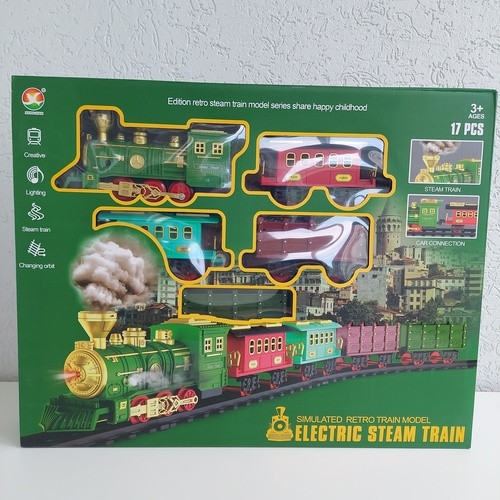 Edition retro steam train model series share happy childhood
3+
AGES
17 PCS
Creative
Lighting
Steam train
Changing orbit
STEAM TRAIN
CAR CONNECTION
SIMULATED RETRO TRAIN MODEL
ELECTRIC STEAM TRAIN